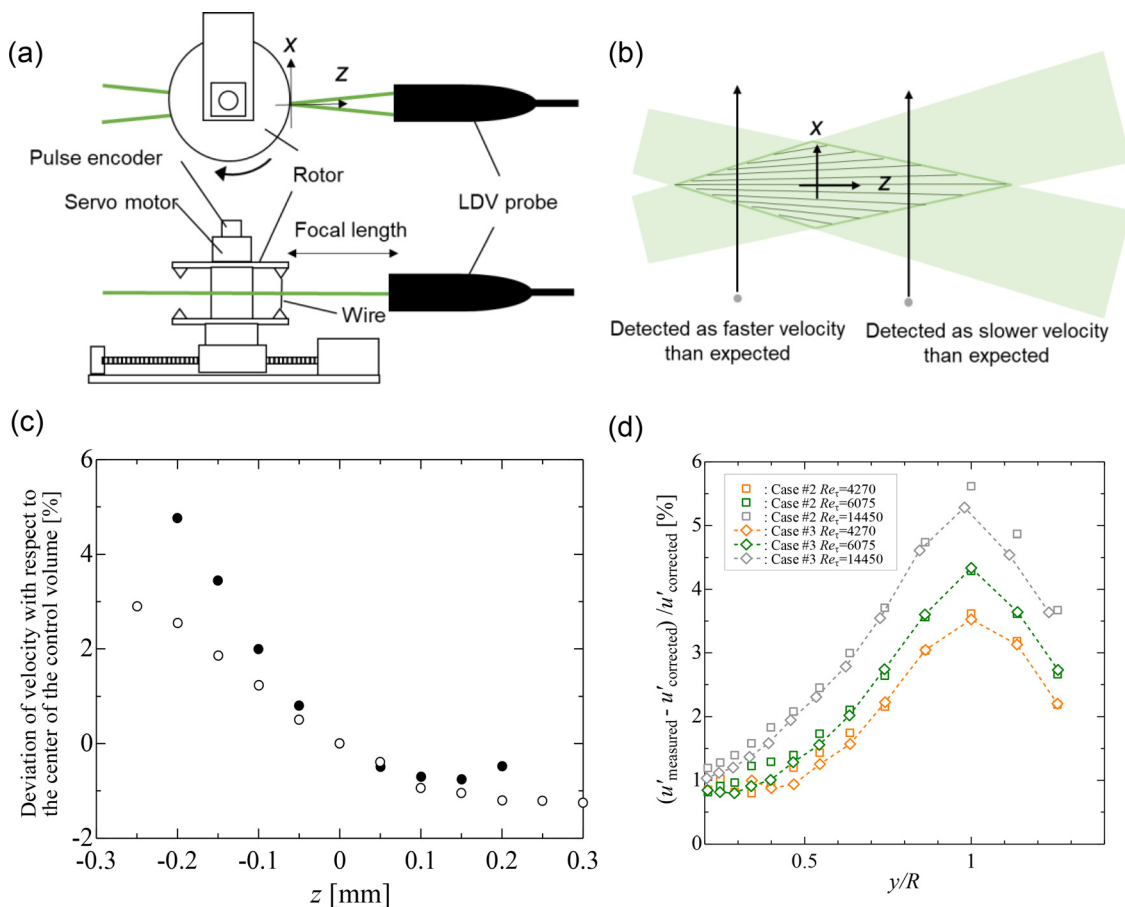 (a)
x
z
Pulse encoder
Servo motor
Rotor
LDV probe
Focal length
Wire
(b)
x
z
Detected as faster velocity
than expected
Detected as slower velocity
than expected
(c)
Deviation of velocity with respect to
the center of the control volume [%]
6
4
2
0
-2
-0.3 -0.2 -0.1 0 0.1 0.2 0.3
z [mm]
(d)
(u'measured - u'corrected) / u'corrected [%]
6
5
4
3
2
1
0
: Case #2 Reτ=4270
: Case #2 Reτ=6075
: Case #2 Reτ=14450
: Case #3 Reτ=4270
: Case #3 Reτ=6075
: Case #3 Reτ=14450
0.5 1
y/R